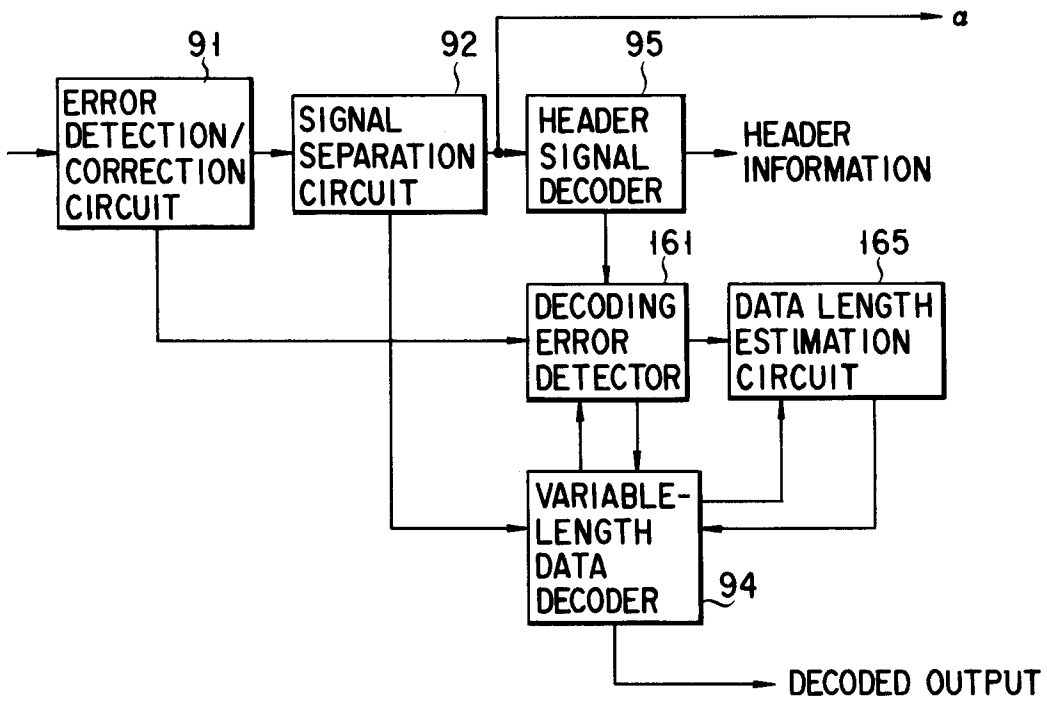 α
91
92
95
ERROR
DETECTION/
CORRECTION
CIRCUIT
SIGNAL
SEPARATION
CIRCUIT
HEADER
SIGNAL
DECODER
HEADER
INFORMATION
161
165
DECODING
ERROR
DETECTOR
DATA LENGTH
ESTIMATION
CIRCUIT
VARIABLE-
LENGTH
DATA
DECODER
94
DECODED OUTPUT